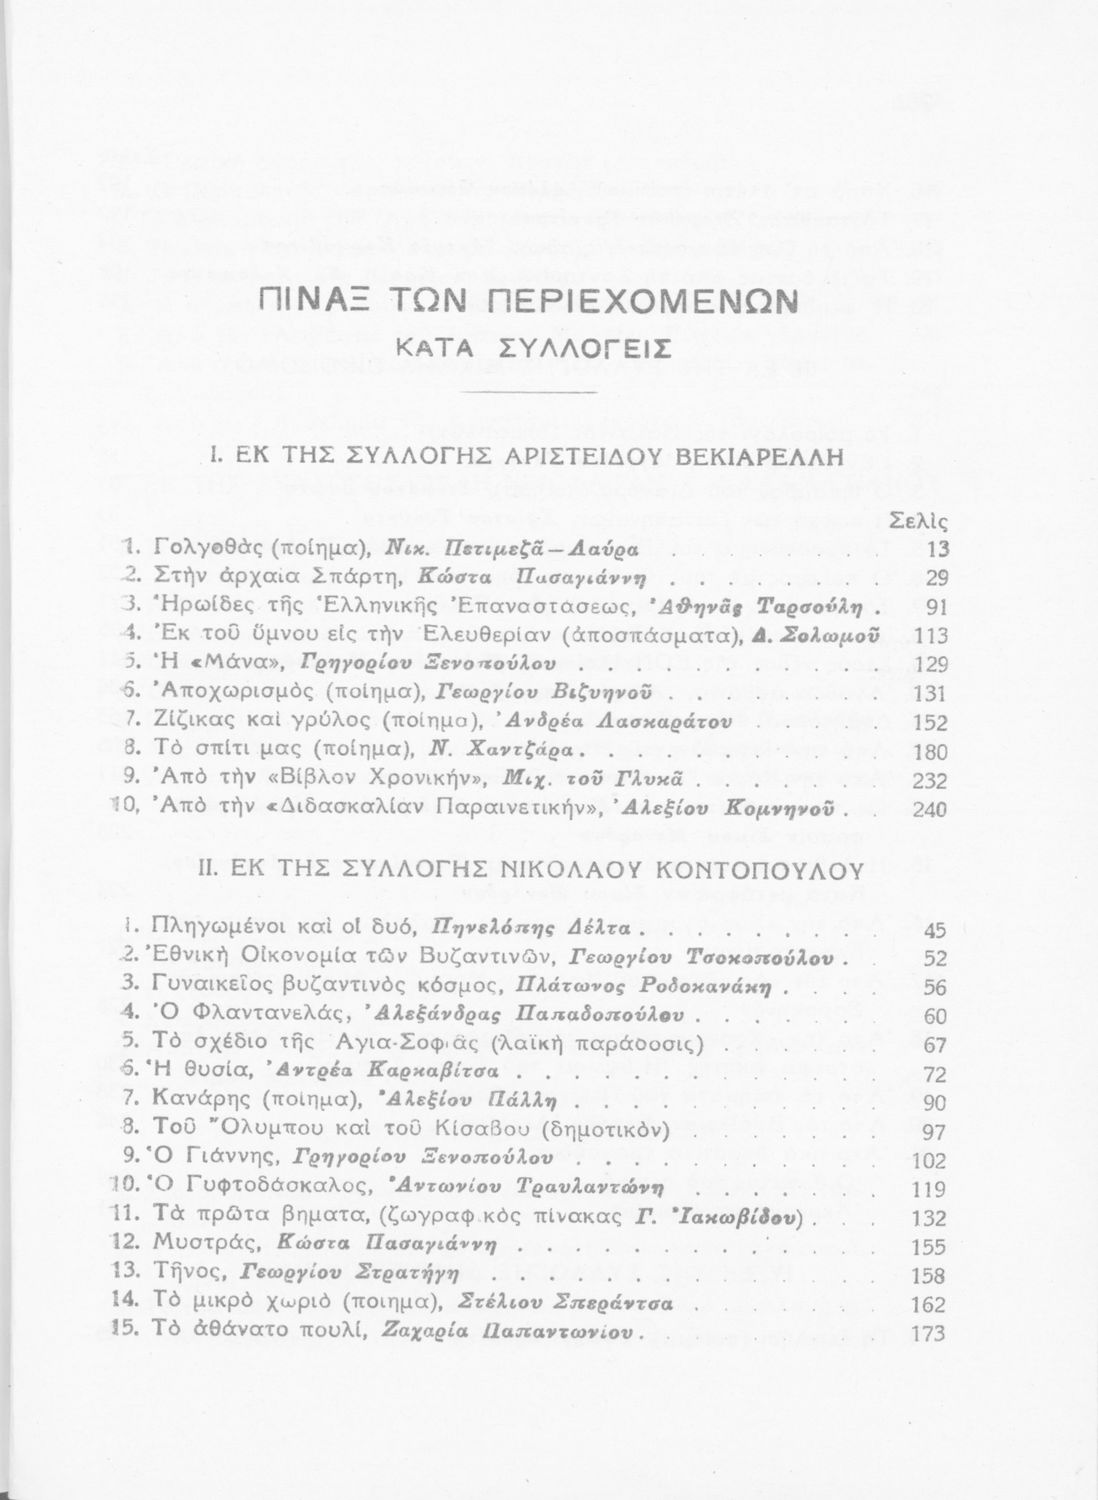 ΠΙΝΑΞ ΤΩΝ ΠΕΡΙΕΧΟΜΕΝΩΝ
ΚΑΤΑ ΣΥΛΛΟΓΕΙΣ
Ι. ΕΚ ΤΗΣ ΣΥΛΛΟΓΗΣ ΑΡΙΣΤΕΙΔΟΥ ΒΕΚΙΑΡΕΛΛΗ
Σελὶς
1. Γολγοθὰς (ποίημα), Νικ. Πετιμεζᾶ—Λαύρα . . . . . . . . 13
2. Στὴν ἀρχαία Σπάρτη, Κώστα Πασαγιάννη . . . . . . . . 29
3. Ἡρωίδες τῆς Ἑλληνικῆς Ἐπαναστάσεως, Ἀθηνᾶς Ταρσούλη . 91
4. Ἐκ τοῦ ὕμνου εἰς τὴν Ἐλευθερίαν (ἀποσπάσματα), Δ. Σολωμοῦ 113
5. Ἡ «Μάνα», Γρηγορίου Ξενοπούλου . . . . . . . . . . . 129
6. Ἀποχωρισμὸς (ποίημα), Γεωργίου Βιζυηνοῦ . . . . . . . . 131
7. Ζίζικας καὶ γρύλος (ποίημα), Ἀνδρέα Λασκαράτου . . . . . 152
8. Τὸ σπίτι μας (ποίημα), Ν. Χαντζάρα . . . . . . . . . . . 180
9. Ἀπὸ τὴν «Βίβλον Χρονικήν», Μιχ. τοῦ Γλυκᾶ . . . . . . . 232
10, Ἀπὸ τὴν «Διδασκαλίαν Παραινετικήν», Ἀλεξίου Κομνηνοῦ . . 240
ΙΙ. ΕΚ ΤΗΣ ΣΥΛΛΟΓΗΣ ΝΙΚΟΛΑΟΥ ΚΟΝΤΟΠΟΥΛΟΥ
1. Πληγωμένοι καὶ οἱ δυό, Πηνελόπης Δέλτα . . . . . . . . . 45
2. Ἐθνικὴ Οἰκονομία τῶν Βυζαντινῶν, Γεωργίου Τσοκοπούλου . . 52
3. Γυναικεῖος βυζαντινὸς κόσμος, Πλάτωνος Ροδοκανάκη . . . . 56
4. Ὁ Φλαντανελάς, Ἀλεξάνδρας Παπαδοπούλου . . . . . . . 60
5. Τὸ σχέδιο τῆς Ἁγια-Σοφιᾶς (λαϊκὴ παράδοσις) . . . . . . 67
6. Ἡ θυσία, Ἀντρέα Καρκαβίτσα . . . . . . . . . . . . . 72
7. Κανάρης (ποίημα), Ἀλεξίου Πάλλη . . . . . . . . . . . 90
8. Τοῦ Ὄλυμπου καὶ τοῦ Κίσαβου (δημοτικὸν) . . . . . . . 97
9. Ὁ Γιάννης, Γρηγορίου Ξενοπούλου . . . . . . . . . . . 102
10. Ὁ Γυφτοδάσκαλος, Ἀντωνίου Τραυλαντώνη . . . . . . . 119
11. Τὰ πρῶτα βηματα, (ζωγραφικὸς πίνακας Γ. Ἰακωβίδου) . . . 132
12. Μυστράς, Κώστα Πασαγιάννη . . . . . . . . . . . . . 155
13. Τῆνος, Γεωργίου Στρατήγη . . . . . . . . . . . . . . 158
14. Τὸ μικρὸ χωριὸ (ποιημα), Στέλιου Σπεράντσα . . . . . . . 162
15. Τὸ ἀθάνατο πουλί, Ζαχαρία Παπαντωνίου . . . . . . . . 173